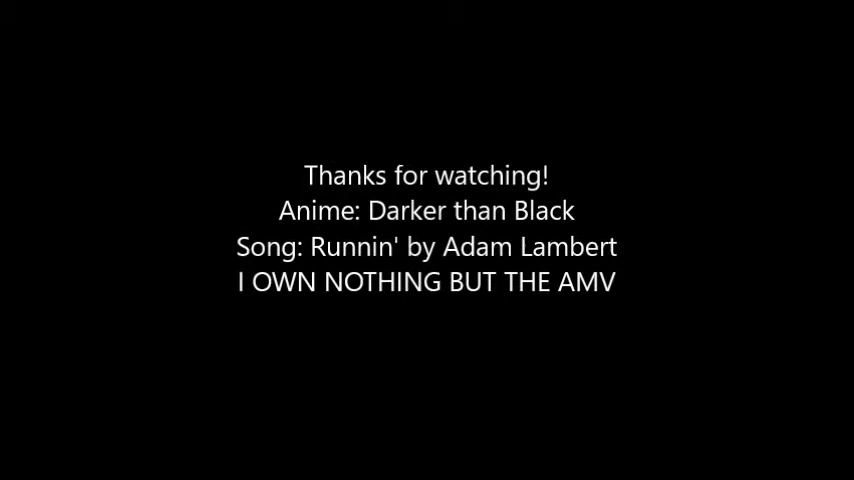 Thanks for watching!
Anime: Darker than Black
Song: Runnin' by Adam Lambert
I OWN NOTHING BUT THE AMV